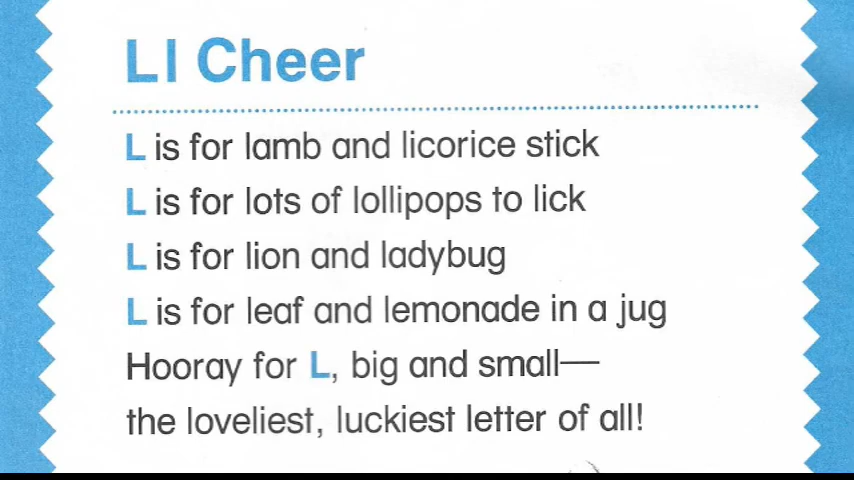 Ll Cheer
L is for lamb and licorice stick
L is for lots of lollipops to lick
L is for lion and ladybug
L is for leaf and lemonade in a jug
Hooray for L, big and small—
the loveliest, luckiest letter of all!